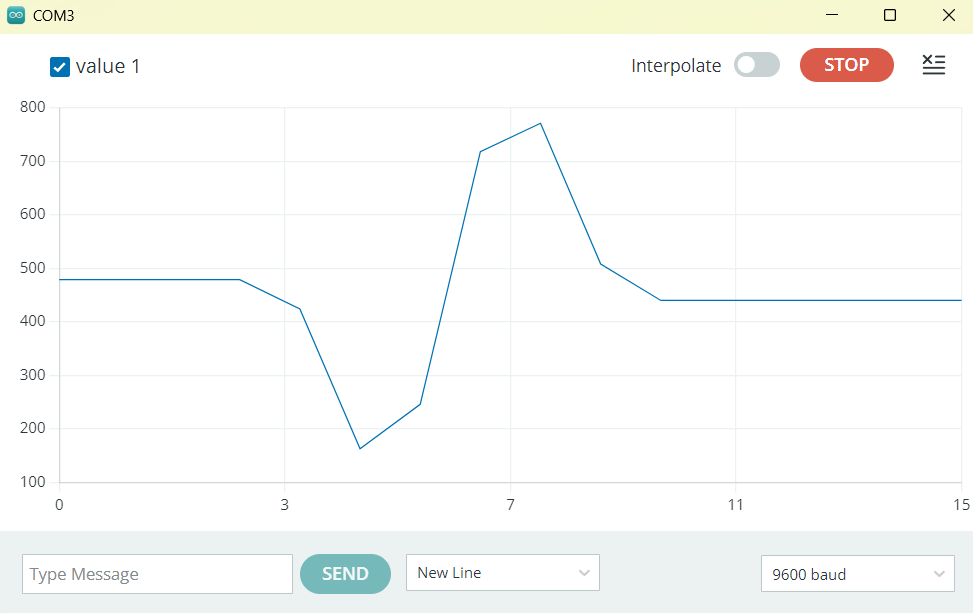 COM3
value 1
Interpolate
STOP
800
700
600
500
400
300
200
100
0 3 7 11 15
Type Message
SEND
New Line
9600 baud